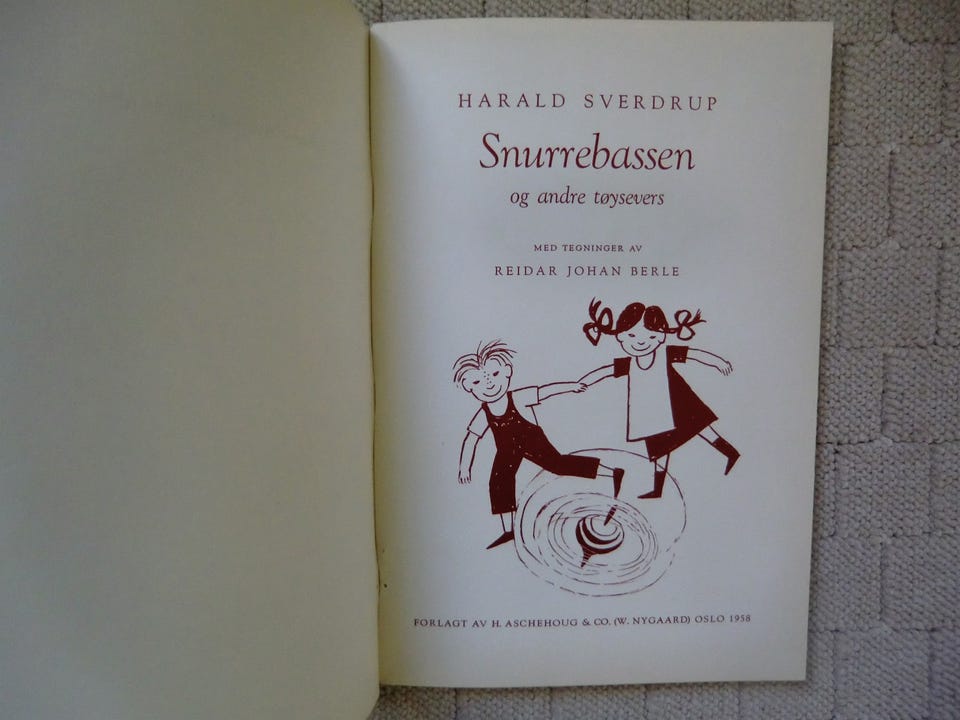 HARALD SVERDRUP
Snurrebassen
og andre tøysevers
MED TEGNINGER AV
REIDAR JOHAN BERLE
FORLAGT AV H. ASCHEHOUG & CO. (W. NYGAARD) OSLO 1958